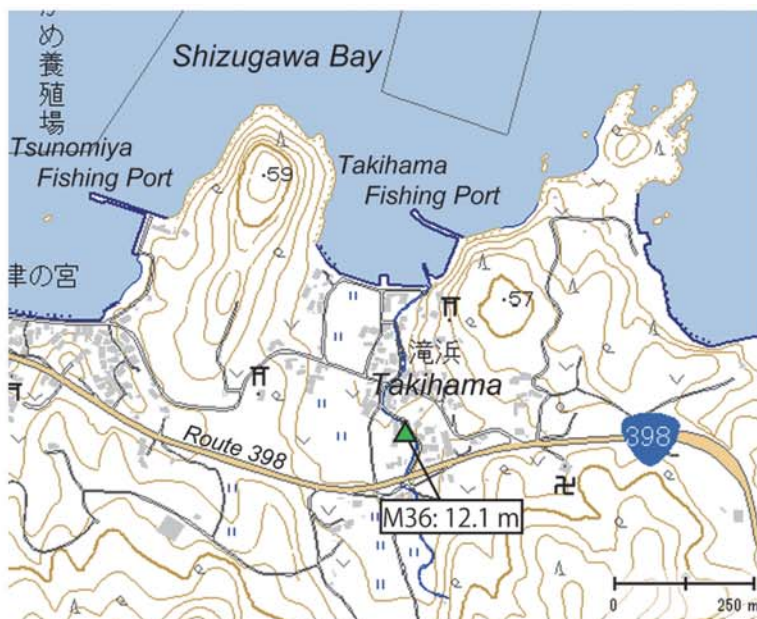 がめ養殖場
Shizugawa Bay
Tsunomiya
Fishing Port
Takihama
Fishing Port
59
津の宮
57
滝浜
Takihama
Route 398
398
M36: 12.1 m
0
250 m